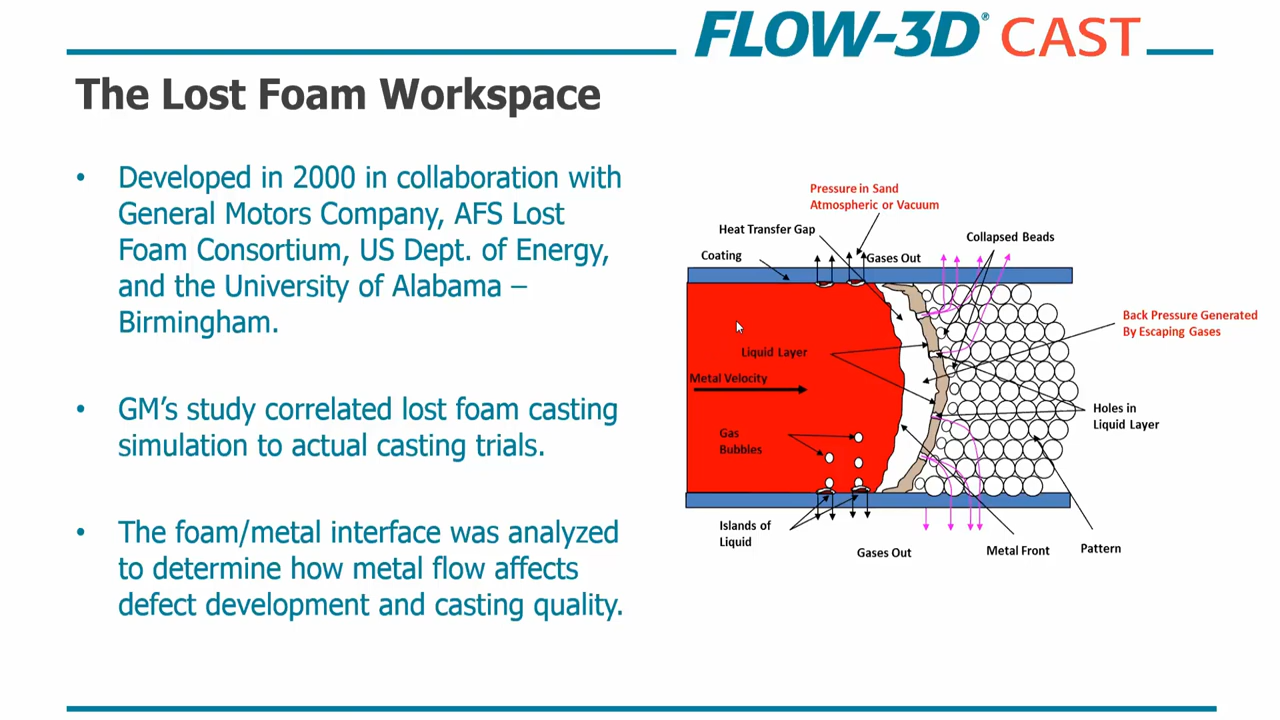 FLOW-3D® CAST
The Lost Foam Workspace
• Developed in 2000 in collaboration with
General Motors Company, AFS Lost
Foam Consortium, US Dept. of Energy,
and the University of Alabama –
Birmingham.
• GM’s study correlated lost foam casting
simulation to actual casting trials.
• The foam/metal interface was analyzed
to determine how metal flow affects
defect development and casting quality.
Pressure in Sand
Atmospheric or Vacuum
Heat Transfer Gap
Collapsed Beads
Coating
Gases Out
Back Pressure Generated
By Escaping Gases
Liquid Layer
Metal Velocity
Holes in
Liquid Layer
Gas
Bubbles
Islands of
Liquid
Gases Out
Metal Front
Pattern